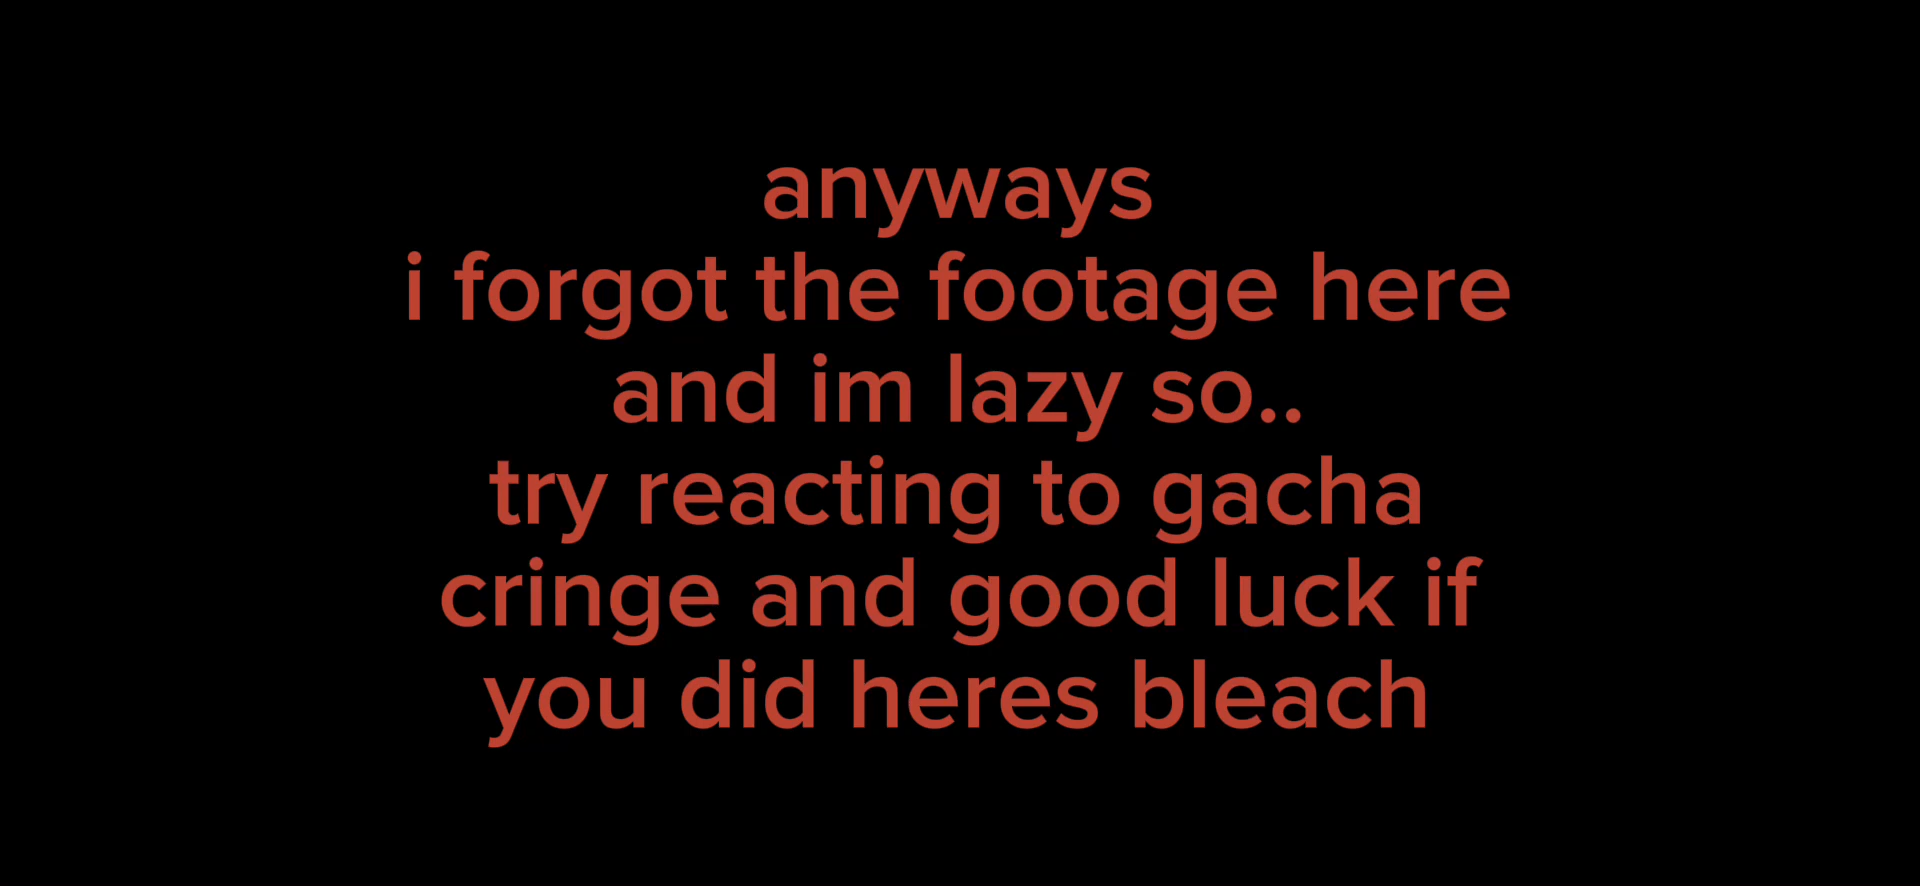 anyways
i forgot the footage here
and im lazy so..
try reacting to gacha
cringe and good luck if
you did heres bleach